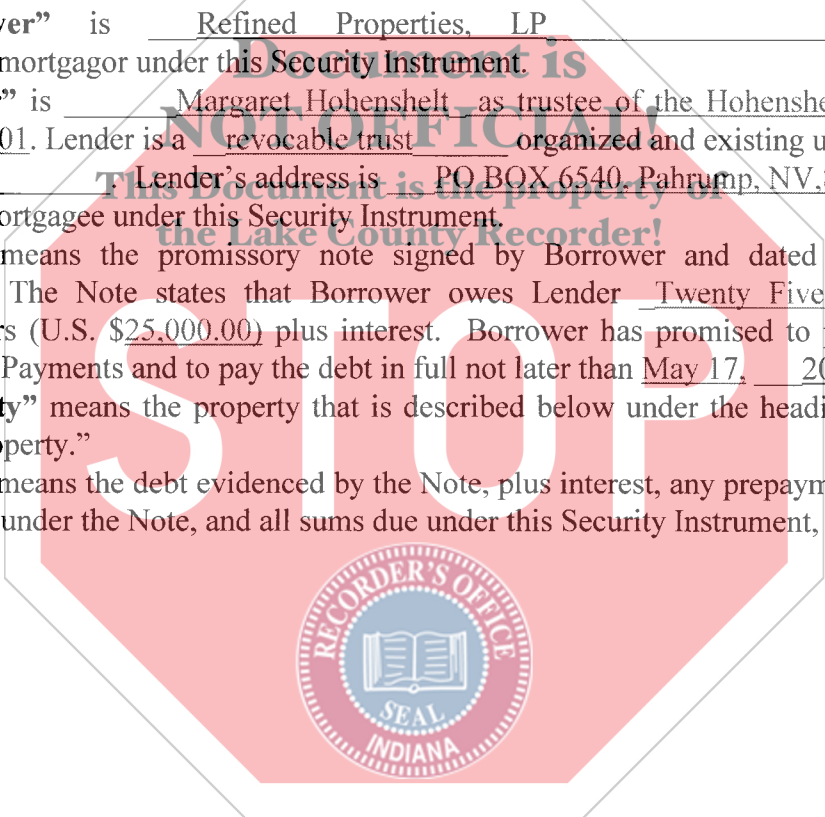 ver” is Refined Properties, LP
mortgagor under this Security Instrument.
Document is
” is Margaret Hohenshelt as trustee of the Hohenshe
NOT OFFICIAL!
01. Lender is a revocable trust organized and existing u
. Lender’s address is PO BOX 6540, Pahrump, NV,
This Document is the property of
ortgagee under this Security Instrument.
the Lake County Recorder!
means the promissory note signed by Borrower and dated
The Note states that Borrower owes Lender Twenty Five
rs (U.S. $25,000.00) plus interest. Borrower has promised to
Payments and to pay the debt in full not later than May 17, 20
ty” means the property that is described below under the headi
operty.”
means the debt evidenced by the Note, plus interest, any prepaym
under the Note, and all sums due under this Security Instrument,
STOP
RECORDER'S OFFICE
SEAL
INDIANA